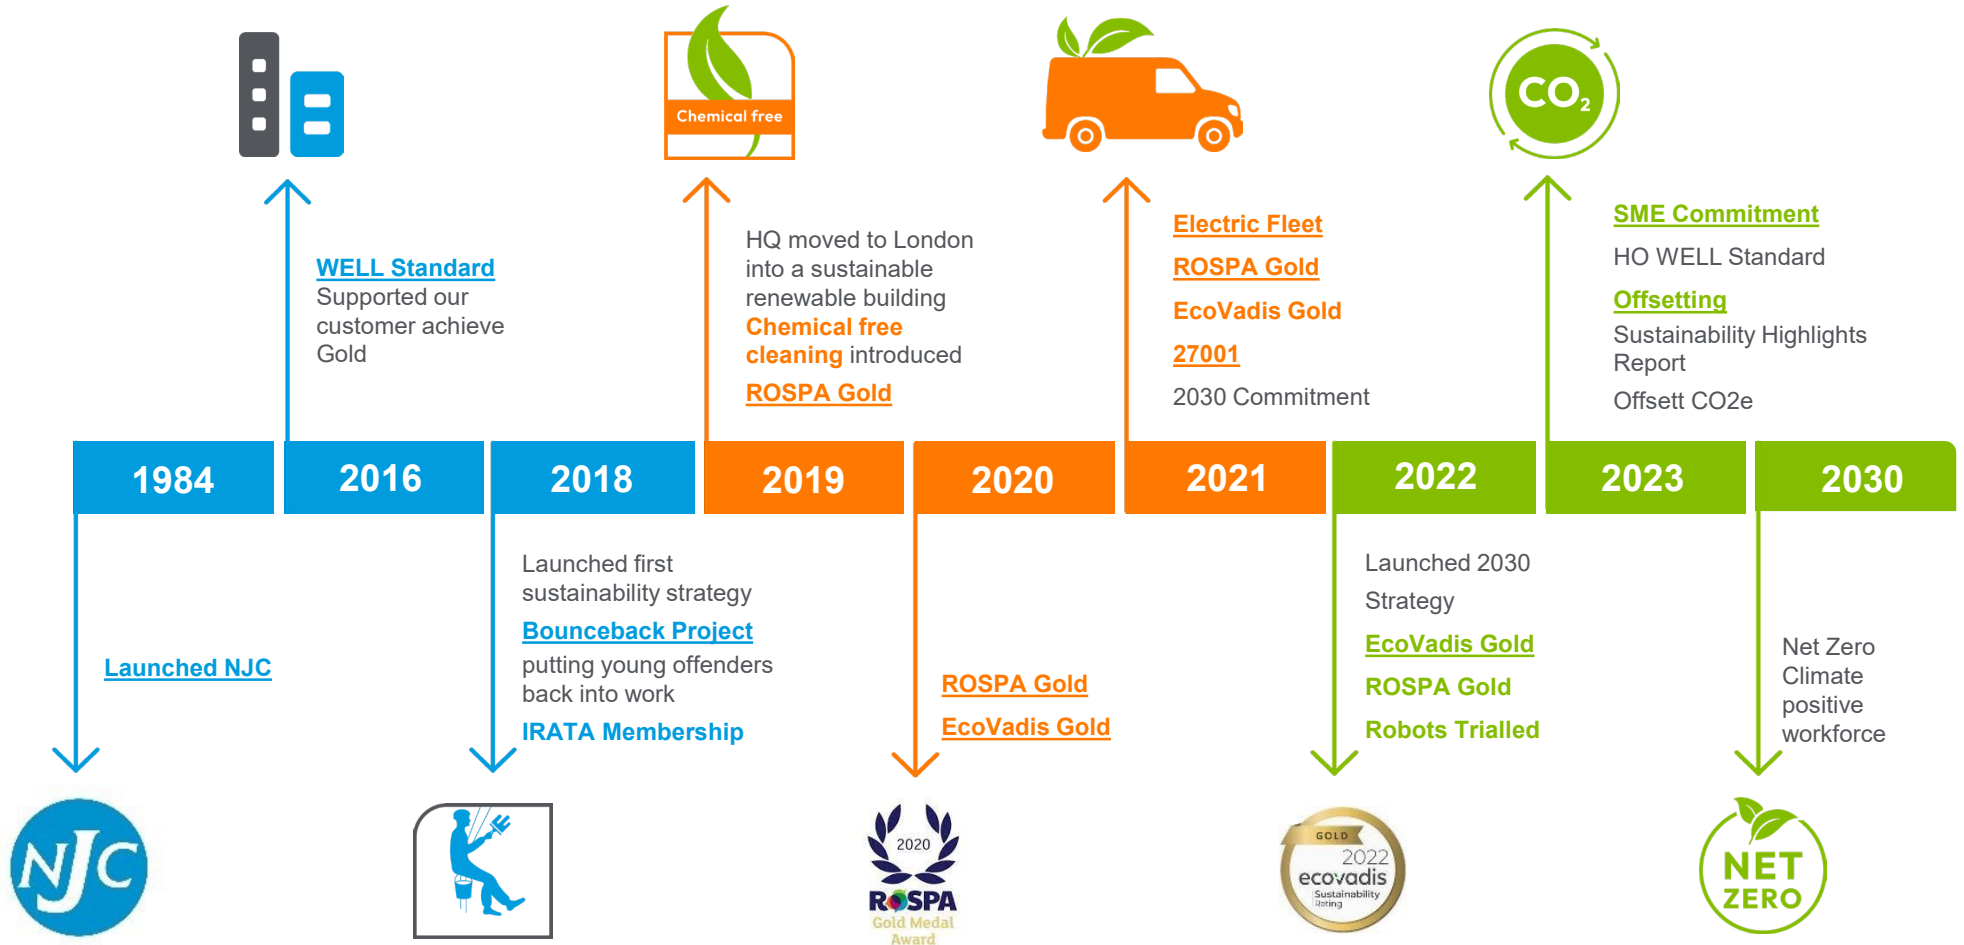 Chemical free
CO2
WELL Standard
Supported our
customer achieve
Gold
HQ moved to London
into a sustainable
renewable building
Chemical free
cleaning introduced
ROSPA Gold
Electric Fleet
ROSPA Gold
EcoVadis Gold
27001
2030 Commitment
SME Commitment
HO WELL Standard
Offsetting
Sustainability Highlights
Report
Offsett CO2e
1984
2016
2018
2019
2020
2021
2022
2023
2030
Launched NJC
Launched first
sustainability strategy
Bounceback Project
putting young offenders
back into work
IRATA Membership
ROSPA Gold
EcoVadis Gold
Launched 2030
Strategy
EcoVadis Gold
ROSPA Gold
Robots Trialled
Net Zero
Climate
positive
workforce
NJC
2020
ROSPA
Gold Medal
Award
GOLD
2022
ecovadis
Sustainability
Rating
NET
ZERO